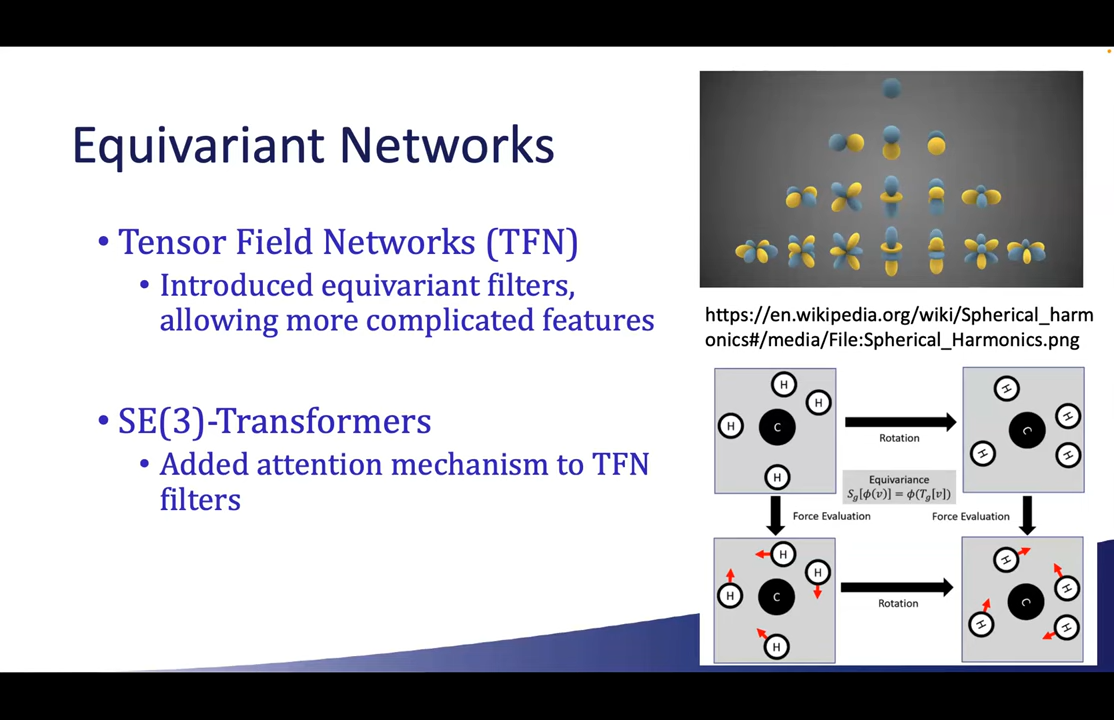 Equivariant Networks
• Tensor Field Networks (TFN)
• Introduced equivariant filters,
allowing more complicated features
• SE(3)-Transformers
• Added attention mechanism to TFN
filters
https://en.wikipedia.org/wiki/Spherical_harm
onics#/media/File:Spherical_Harmonics.png
H
H
H
C
H
Rotation
H
H
C
H
H
Equivariance
S_g[ϕ(v)] = ϕ(T_g[v])
Force Evaluation
Force Evaluation
H
H
H
C
H
Rotation
H
H
C
H
H